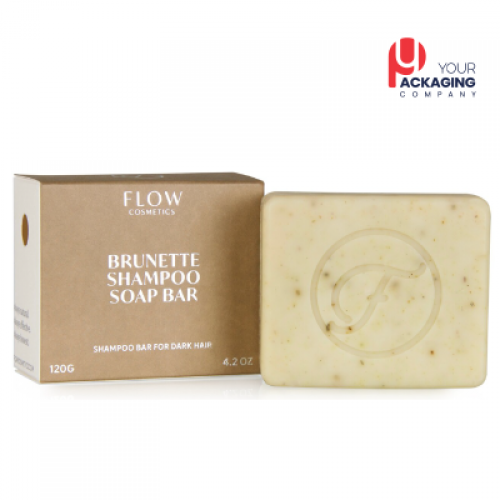 YOUR
PACKAGING
COMPANY
FLOW
COSMETICS
BRUNETTE
SHAMPOO
SOAP BAR
SHAMPOO BAR FOR DARK HAIR
120G
4.2 OZ
F